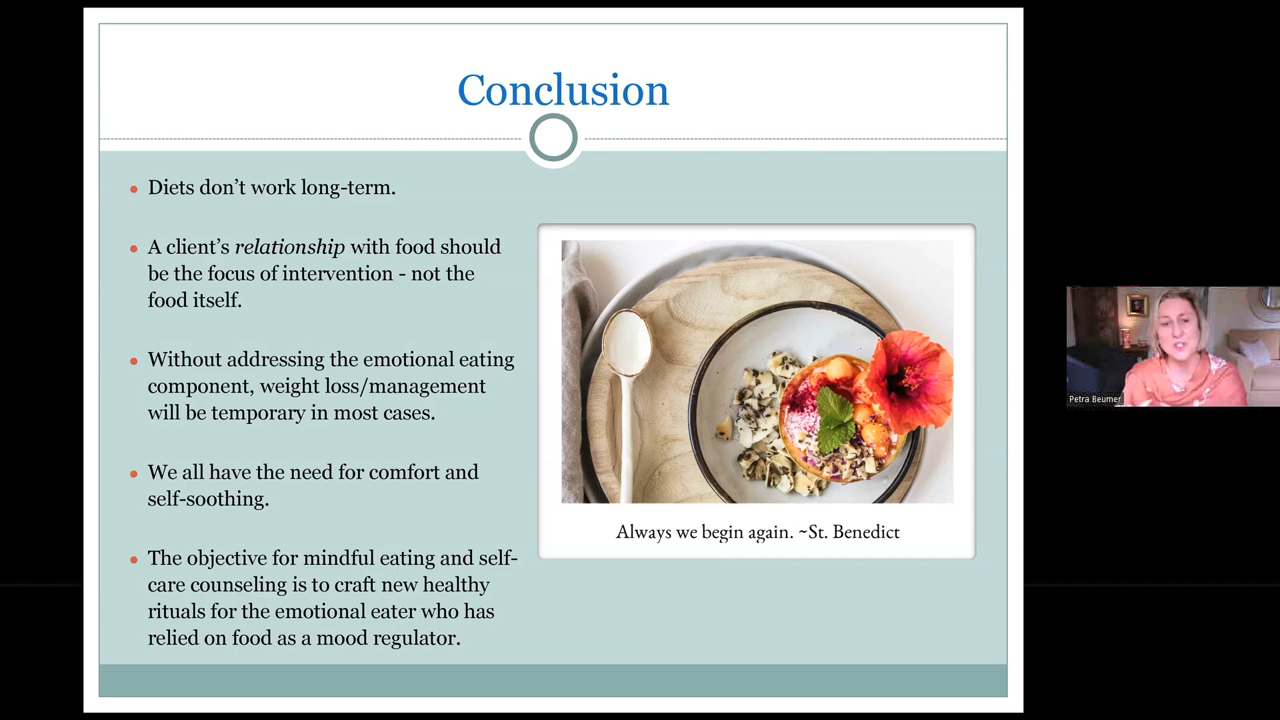 Conclusion
Diets don’t work long-term.
A client’s relationship with food should
be the focus of intervention - not the
food itself.
Without addressing the emotional eating
component, weight loss/management
will be temporary in most cases.
We all have the need for comfort and
self-soothing.
The objective for mindful eating and self-
care counseling is to craft new healthy
rituals for the emotional eater who has
relied on food as a mood regulator.
Always we begin again. ~St. Benedict
Petra Beumer